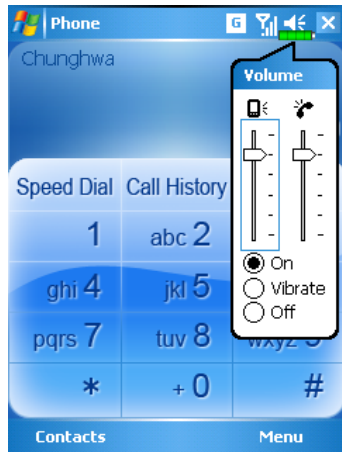 Phone G
Chunghwa
Volume
Speed Dial Call History
1 abc 2
On
ghi 4 jkl 5 Vibrate
Off
pqrs 7 tuv 8
* + 0 #
Contacts Menu